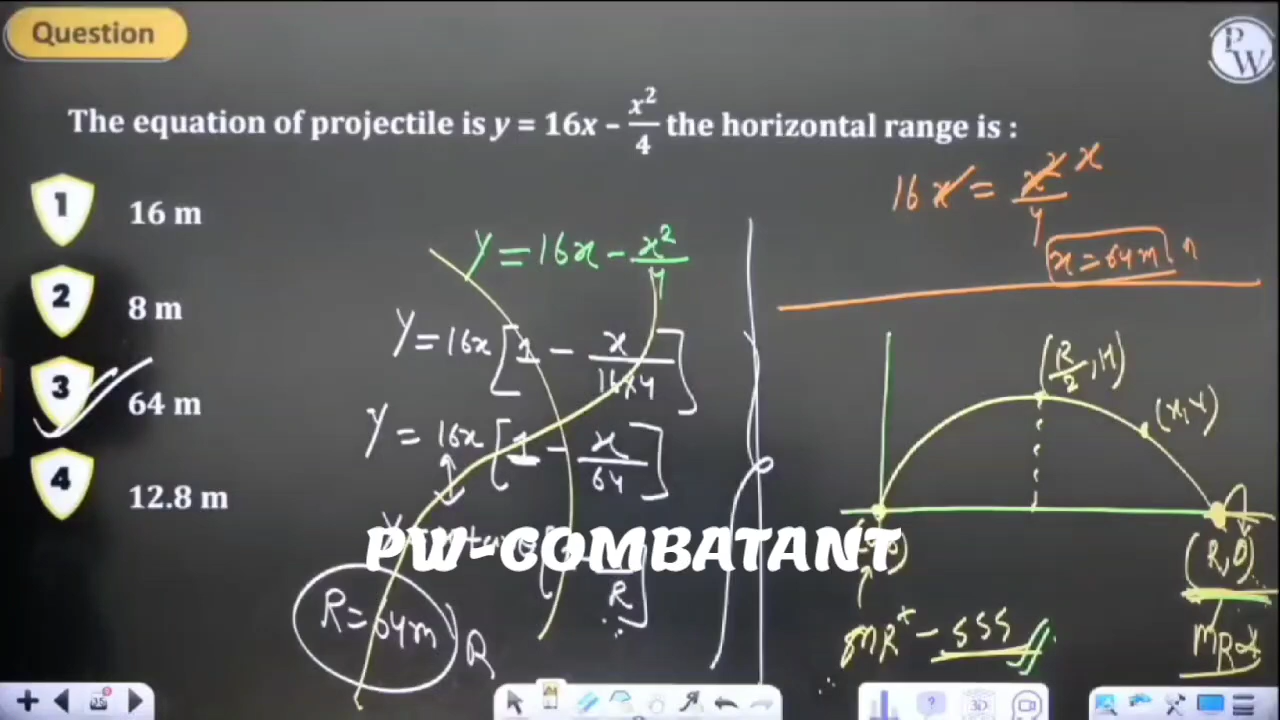 Question
PW
The equation of projectile is y = 16x - x²/4 the horizontal range is :
1 16 m
2 8 m
3 64 m
4 12.8 m
16x = x²/4 x
x = 64m
y = 16x - x²/4
y = 16x [1 - x/16×4]
y = 16x [1 - x/64]
R
R = 64m
R
(R/2, H)
(x, y)
(R, 0)
PW-COMBATANT
3D